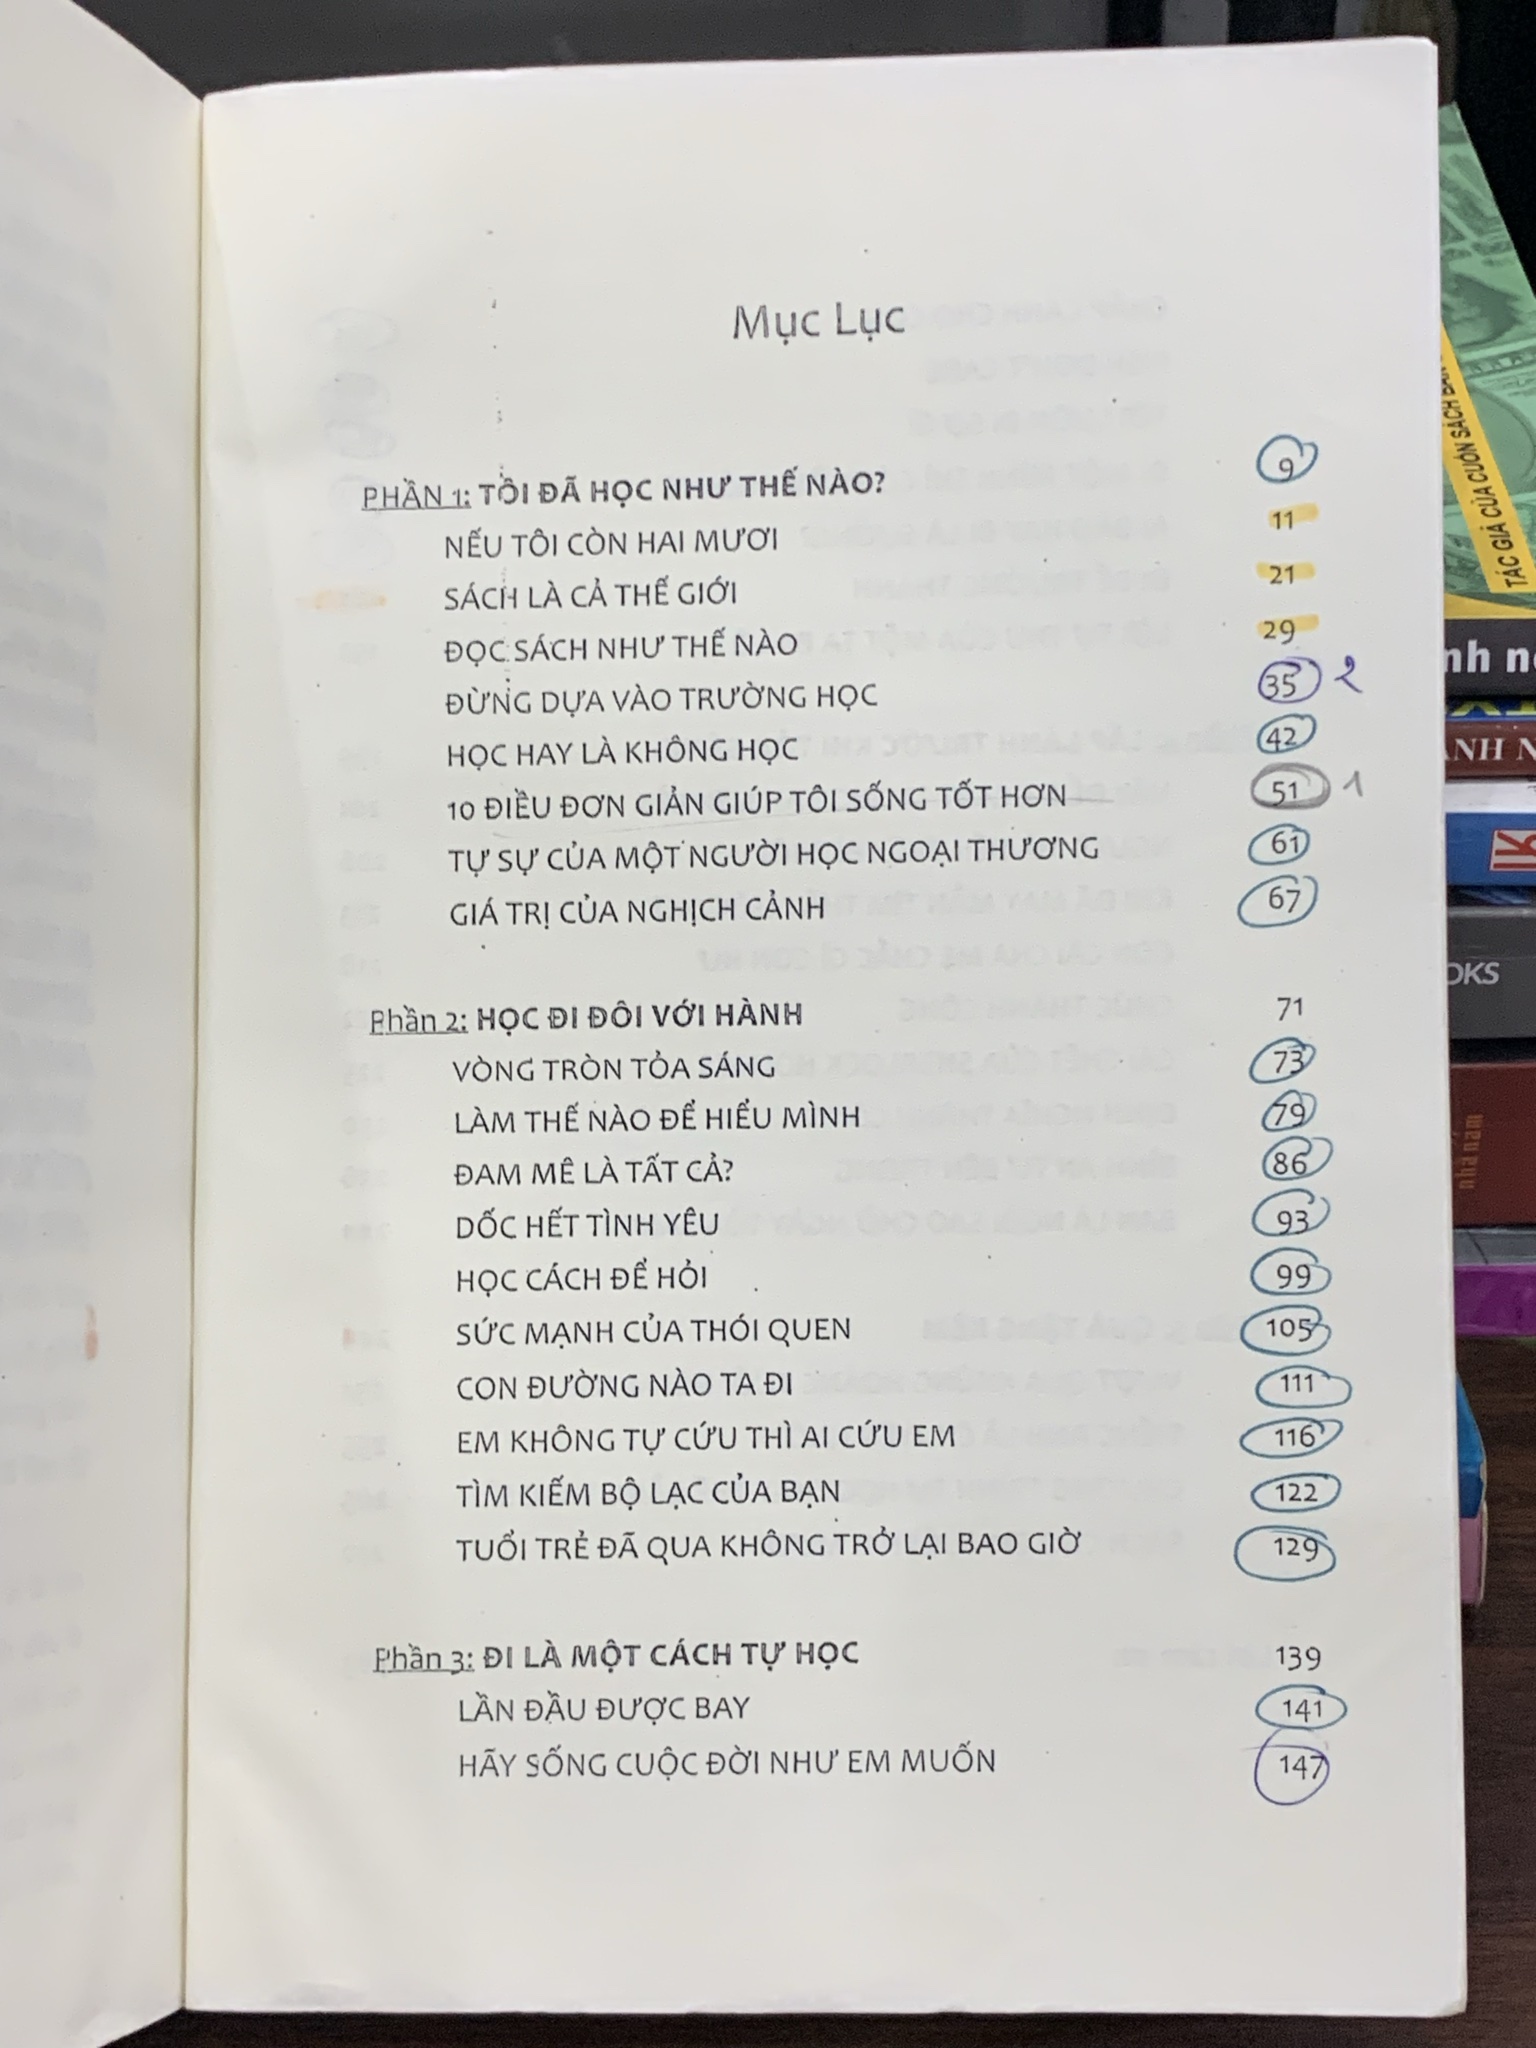 Mục Lục
PHẦN 1: TÔI ĐÃ HỌC NHƯ THẾ NÀO? 9
NẾU TÔI CÒN HAI MƯƠI 11
SÁCH LÀ CẢ THẾ GIỚI 21
ĐỌC SÁCH NHƯ THẾ NÀO 29
ĐỪNG DỰA VÀO TRƯỜNG HỌC 35 2
HỌC HAY LÀ KHÔNG HỌC 42
10 ĐIỀU ĐƠN GIẢN GIÚP TÔI SỐNG TỐT HƠN 51 1
TỰ SỰ CỦA MỘT NGƯỜI HỌC NGOẠI THƯƠNG 61
GIÁ TRỊ CỦA NGHỊCH CẢNH 67
Phần 2: HỌC ĐI ĐÔI VỚI HÀNH 71
VÒNG TRÒN TỎA SÁNG 73
LÀM THẾ NÀO ĐỂ HIỂU MÌNH 79
ĐAM MÊ LÀ TẤT CẢ? 86
DỐC HẾT TÌNH YÊU 93
HỌC CÁCH ĐỂ HỎI 99
SỨC MẠNH CỦA THÓI QUEN 105
CON ĐƯỜNG NÀO TA ĐI 111
EM KHÔNG TỰ CỨU THÌ AI CỨU EM 116
TÌM KIẾM BỘ LẠC CỦA BẠN 122
TUỔI TRẺ ĐÃ QUA KHÔNG TRỞ LẠI BAO GIỜ 129
Phần 3: ĐI LÀ MỘT CÁCH TỰ HỌC 139
LẦN ĐẦU ĐƯỢC BAY 141
HÃY SỐNG CUỘC ĐỜI NHƯ EM MUỐN 147
TÁC GIẢ CỦA CUỐN SÁCH BÁN
nhã nam